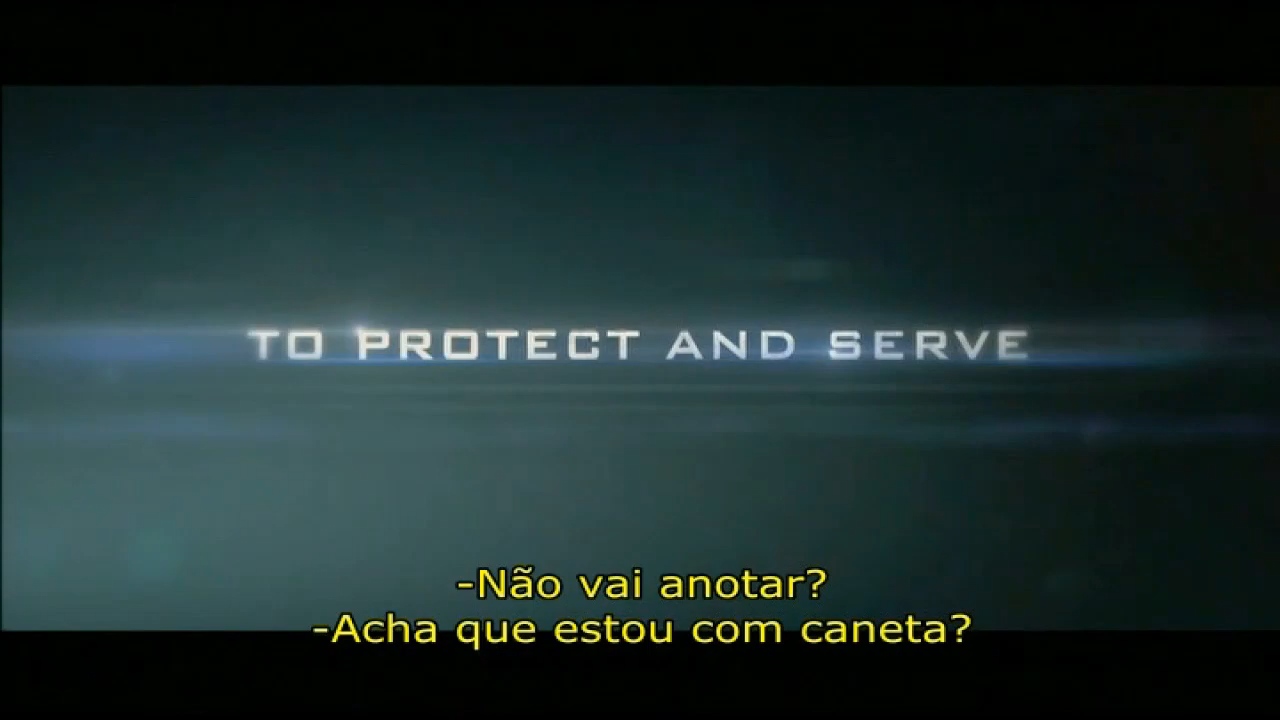 TO PROTECT AND SERVE
-Não vai anotar?
-Acha que estou com caneta?